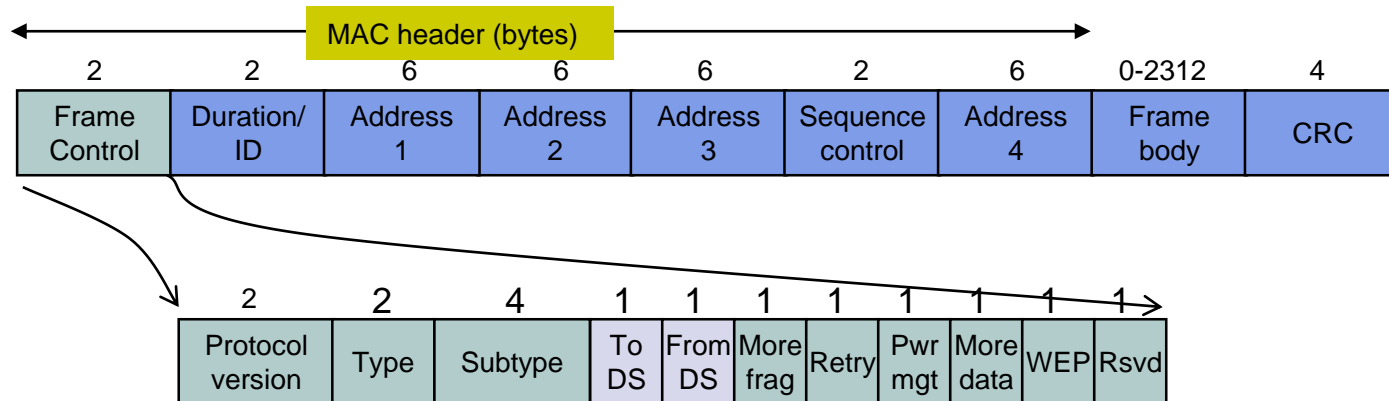 MAC header (bytes)
2 2 6 6 6 2 6 0-2312 4
Frame Control
Duration/ ID
Address 1
Address 2
Address 3
Sequence control
Address 4
Frame body
CRC
2 2 4 1 1 1 1 1 1 1 1
Protocol version
Type
Subtype
To DS
From DS
More frag
Retry
Pwr mgt
More data
WEP
Rsvd